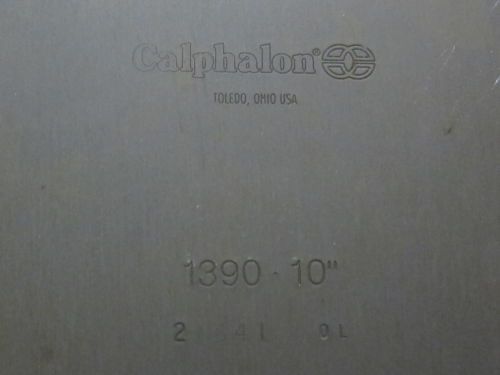 Calphalon®
TOLEDO, OHIO USA
1390 · 10"